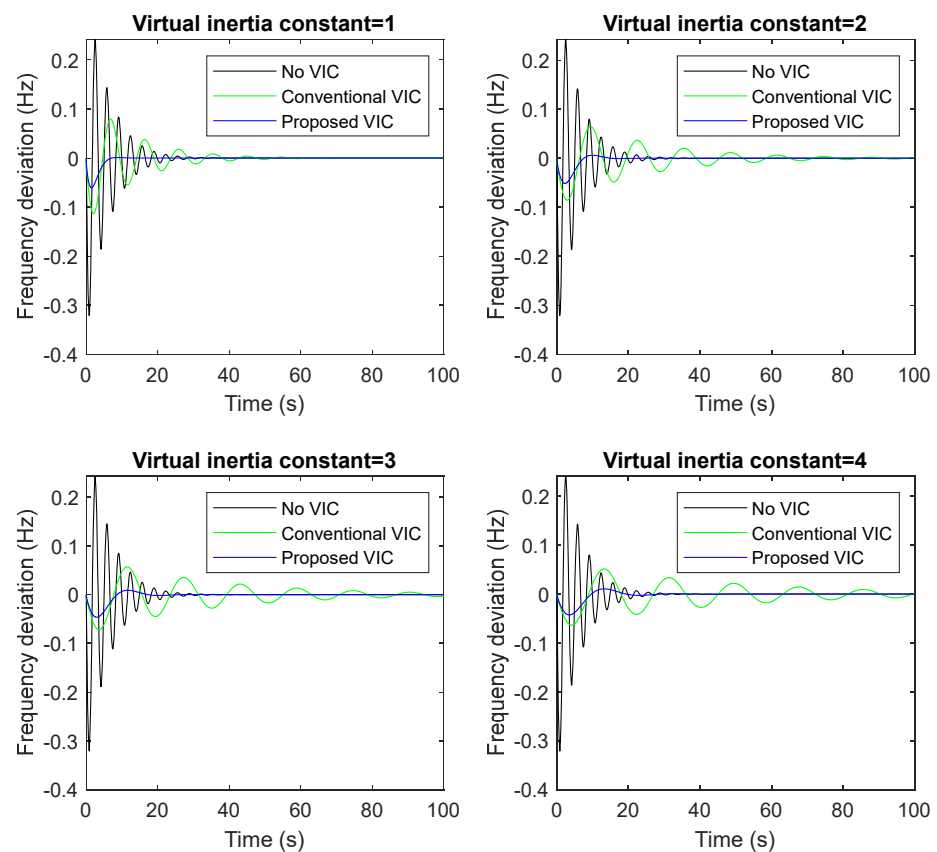 Virtual inertia constant=1
Frequency deviation (Hz)
0.2
0.1
0
-0.1
-0.2
-0.3
-0.4
No VIC
Conventional VIC
Proposed VIC
0 20 40 60 80 100
Time (s)
Virtual inertia constant=2
Frequency deviation (Hz)
0.2
0.1
0
-0.1
-0.2
-0.3
-0.4
No VIC
Conventional VIC
Proposed VIC
0 20 40 60 80 100
Time (s)
Virtual inertia constant=3
Frequency deviation (Hz)
0.2
0.1
0
-0.1
-0.2
-0.3
-0.4
No VIC
Conventional VIC
Proposed VIC
0 20 40 60 80 100
Time (s)
Virtual inertia constant=4
Frequency deviation (Hz)
0.2
0.1
0
-0.1
-0.2
-0.3
-0.4
No VIC
Conventional VIC
Proposed VIC
0 20 40 60 80 100
Time (s)